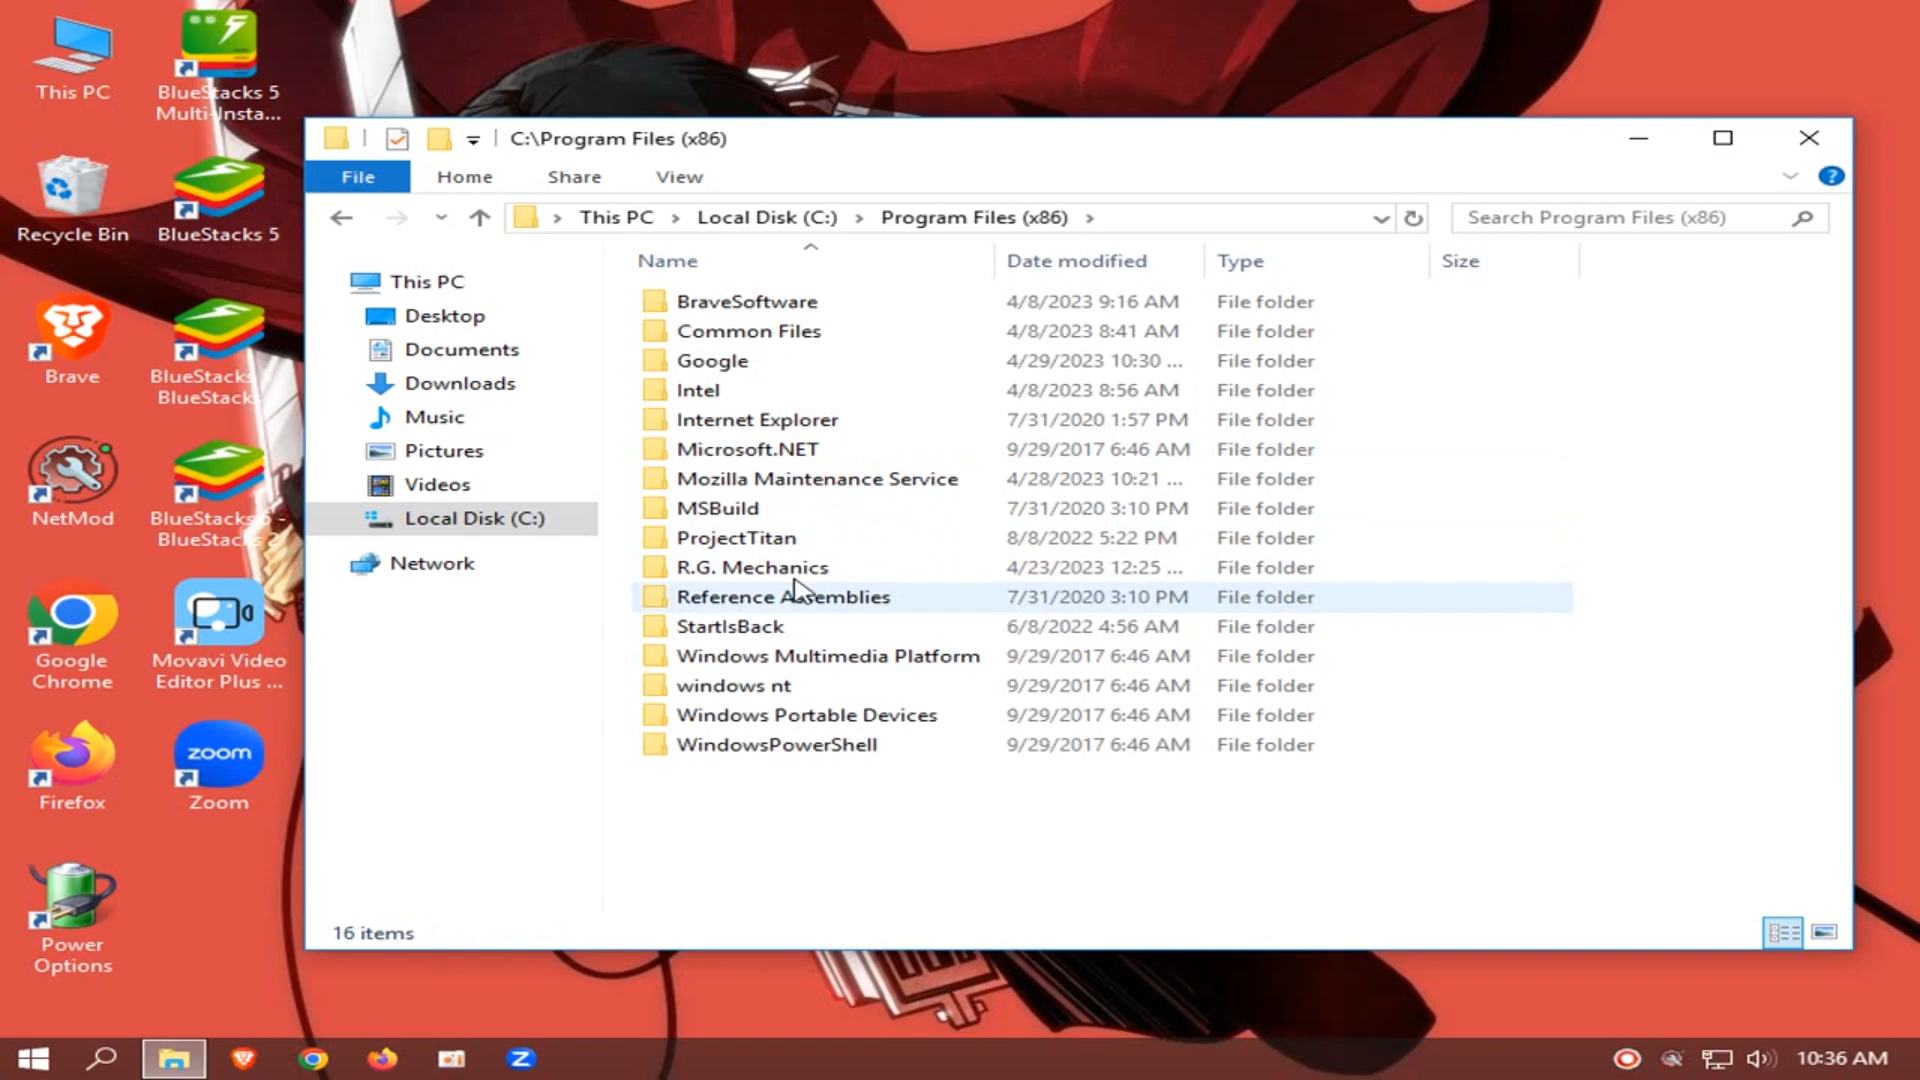 This PC
BlueStacks 5
Multi-Insta...
Recycle Bin
BlueStacks 5
Brave
BlueStacks
BlueStacks
NetMod
BlueStacks 5 -
BlueStacks 2
Google
Chrome
Movavi Video
Editor Plus ...
Firefox
zoom
Zoom
Power
Options
C:\Program Files (x86)
File
Home
Share
View
?
This PC
Local Disk (C:)
Program Files (x86)
Search Program Files (x86)
This PC
Desktop
Documents
Downloads
Music
Pictures
Videos
Local Disk (C:)
Network
Name Date modified Type Size
BraveSoftware 4/8/2023 9:16 AM File folder
Common Files 4/8/2023 8:41 AM File folder
Google 4/29/2023 10:30 ... File folder
Intel 4/8/2023 8:56 AM File folder
Internet Explorer 7/31/2020 1:57 PM File folder
Microsoft.NET 9/29/2017 6:46 AM File folder
Mozilla Maintenance Service 4/28/2023 10:21 ... File folder
MSBuild 7/31/2020 3:10 PM File folder
ProjectTitan 8/8/2022 5:22 PM File folder
R.G. Mechanics 4/23/2023 12:25 ... File folder
Reference Assemblies 7/31/2020 3:10 PM File folder
StartIsBack 6/8/2022 4:56 AM File folder
Windows Multimedia Platform 9/29/2017 6:46 AM File folder
windows nt 9/29/2017 6:46 AM File folder
Windows Portable Devices 9/29/2017 6:46 AM File folder
WindowsPowerShell 9/29/2017 6:46 AM File folder
16 items
Z
10:36 AM